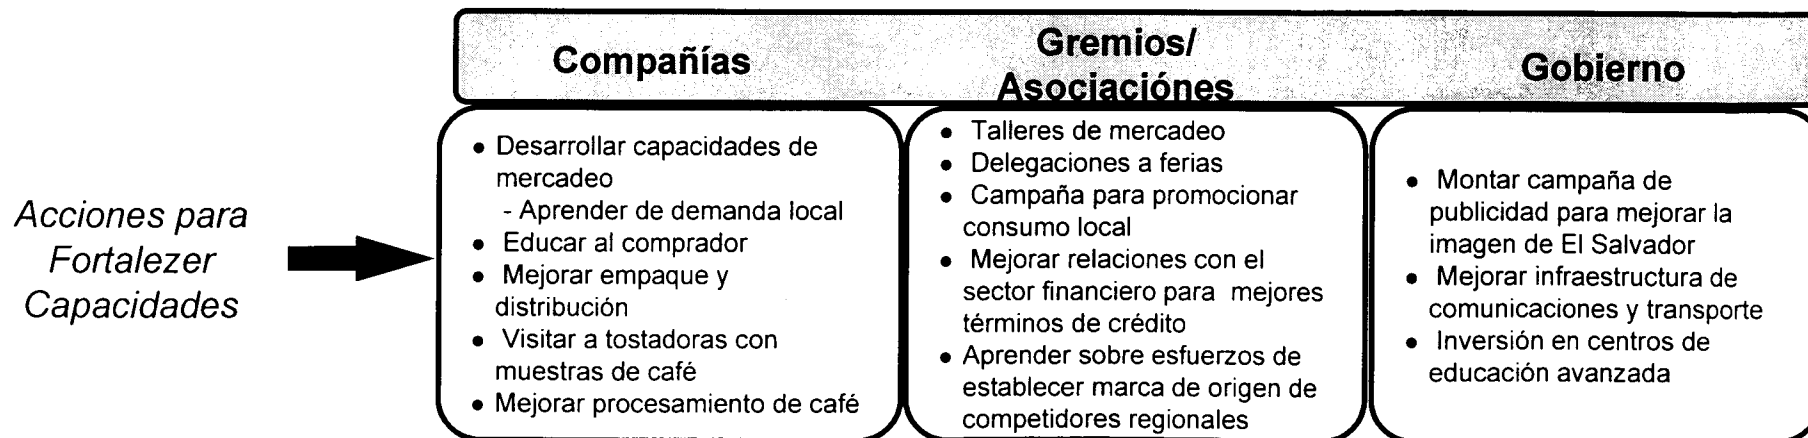 Compañías
Gremios/
Asociaciónes
Gobierno
Acciones para
Fortalezer
Capacidades
● Desarrollar capacidades de
mercadeo
- Aprender de demanda local
● Educar al comprador
● Mejorar empaque y
distribución
● Visitar a tostadoras con
muestras de café
● Mejorar procesamiento de café
● Talleres de mercadeo
● Delegaciones a ferias
● Campaña para promocionar
consumo local
● Mejorar relaciones con el
sector financiero para mejores
términos de crédito
● Aprender sobre esfuerzos de
establecer marca de origen de
competidores regionales
● Montar campaña de
publicidad para mejorar la
imagen de El Salvador
● Mejorar infraestructura de
comunicaciones y transporte
● Inversión en centros de
educación avanzada